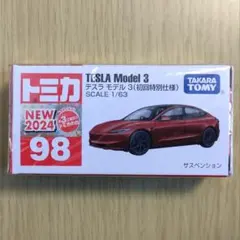 トミカ
TESLA Model 3
テスラ モデル 3(初回特別仕様)
SCALE 1/63
TAKARA
TOMY
NEW
2024
98
サスペンション